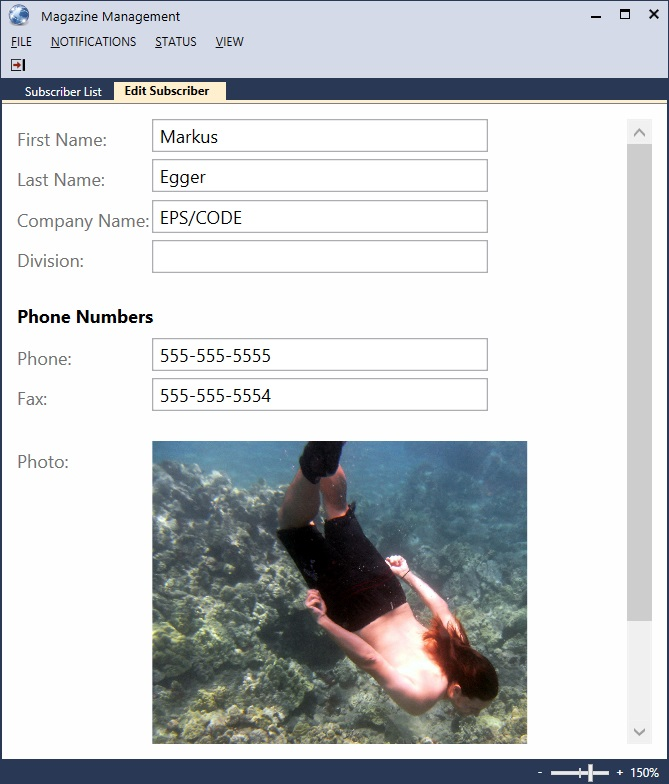 Magazine Management
FILE NOTIFICATIONS STATUS VIEW
Subscriber List Edit Subscriber
First Name: Markus
Last Name: Egger
Company Name: EPS/CODE
Division:
Phone Numbers
Phone: 555-555-5555
Fax: 555-555-5554
Photo:
- + 150%